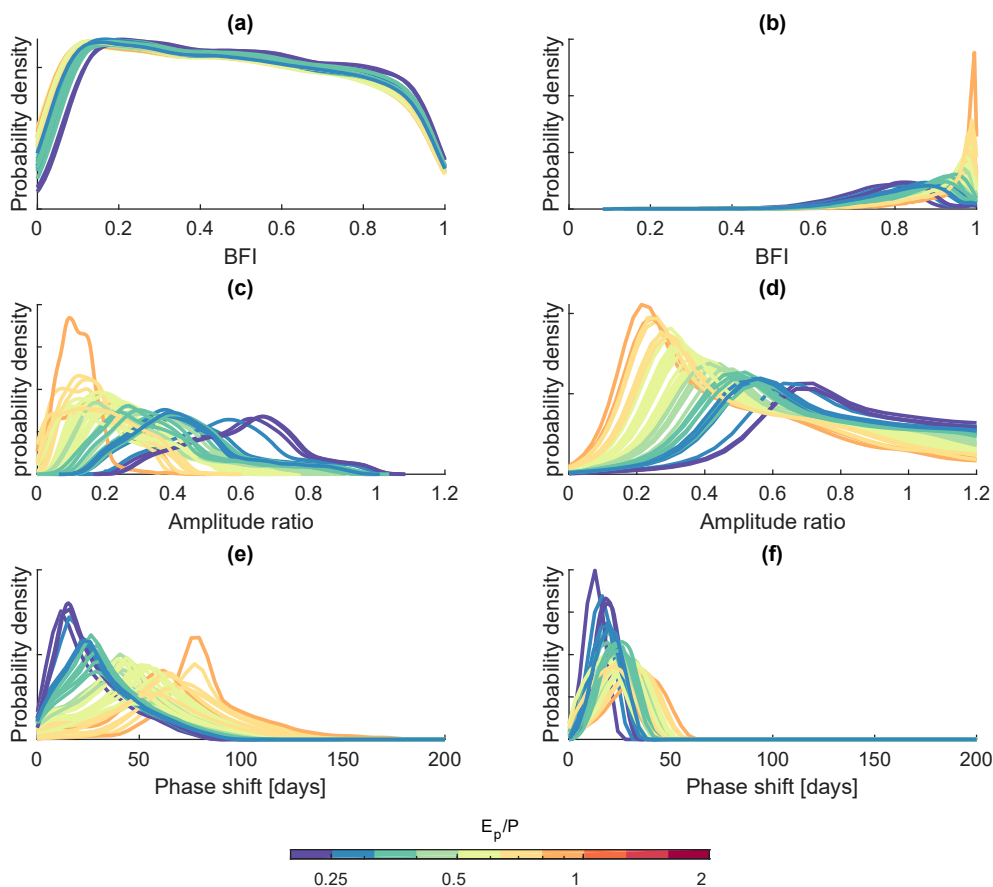 (a)
Probability density
0 0.2 0.4 0.6 0.8 1
BFI
(b)
Probability density
0.2 0.4 0.6 0.8 1
BFI
(c)
probability density
0 0.2 0.4 0.6 0.8 1 1.2
Amplitude ratio
(d)
probability density
0 0.2 0.4 0.6 0.8 1 1.2
Amplitude ratio
(e)
Probability density
0 50 100 150 200
Phase shift [days]
(f)
Probability density
0 50 100 150 200
Phase shift [days]
E_p/P
0.25 0.5 1 2